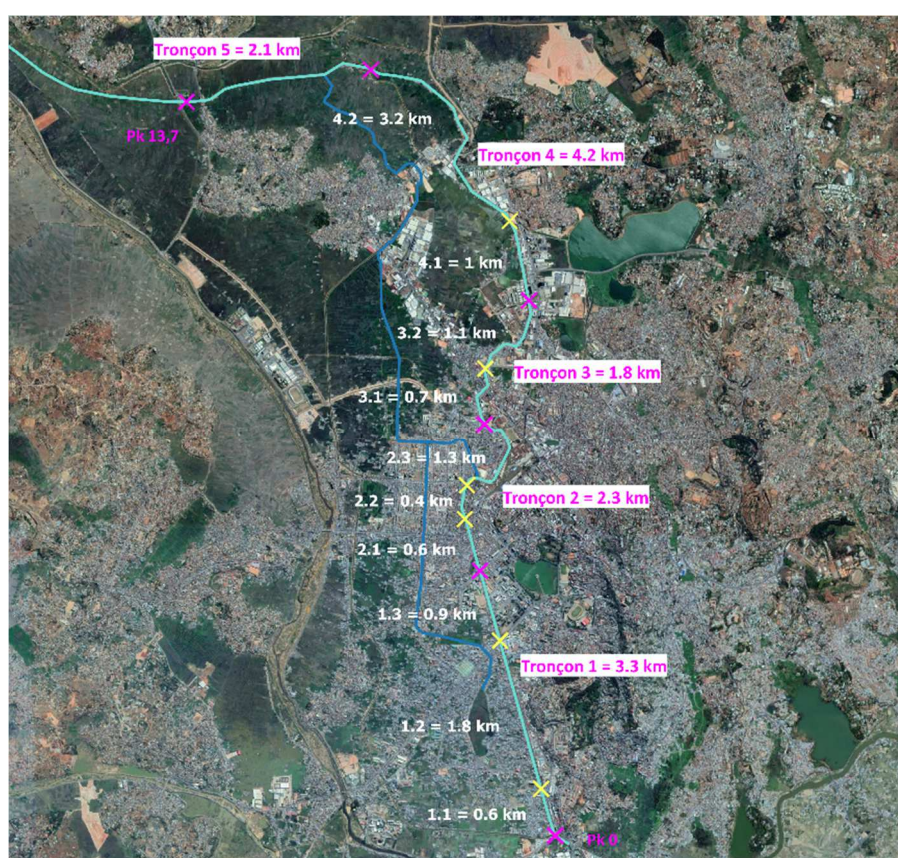 Tronçon 5 = 2.1 km
4.2 = 3.2 km
Pk 13,7
Tronçon 4 = 4.2 km
4.1 = 1 km
3.2 = 1.1 km
Tronçon 3 = 1.8 km
3.1 = 0.7 km
2.3 = 1.3 km
Tronçon 2 = 2.3 km
2.2 = 0.4 km
2.1 = 0.6 km
1.3 = 0.9 km
Tronçon 1 = 3.3 km
1.2 = 1.8 km
1.1 = 0.6 km
Pk 0